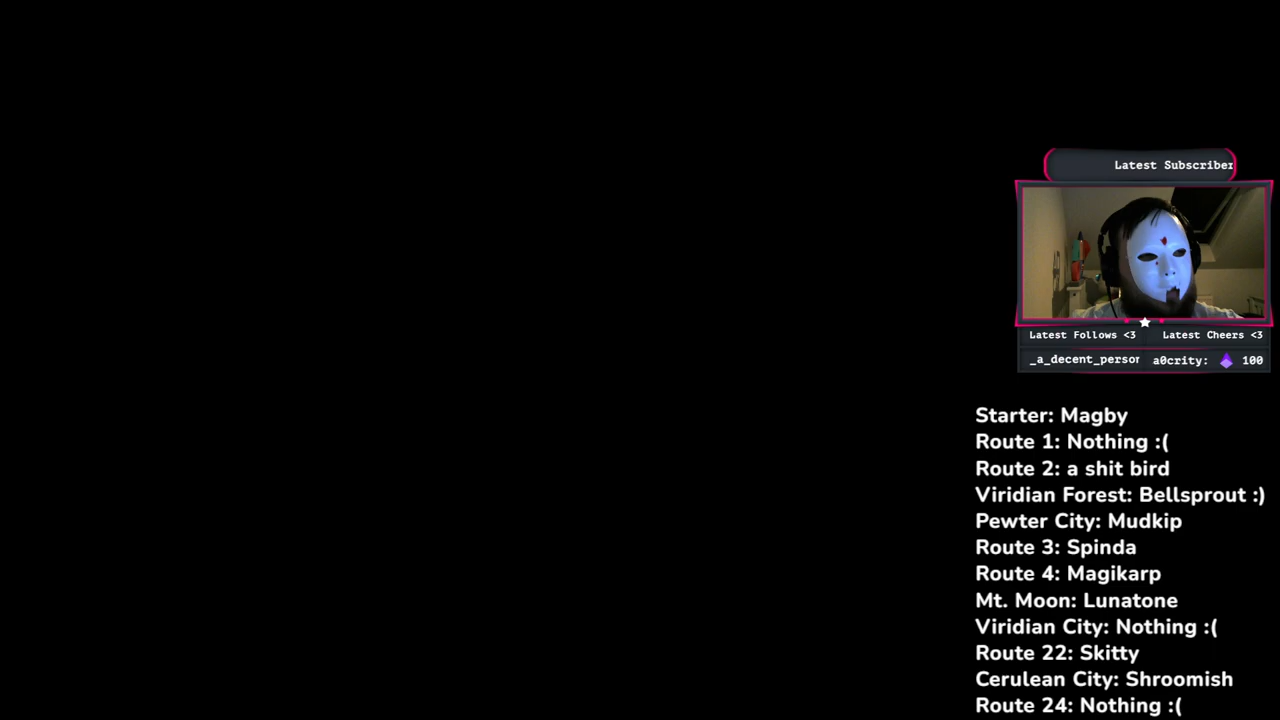 Latest Subscriber
Latest Follows <3 Latest Cheers <3
_a_decent_person a0crity: 100
Starter: Magby
Route 1: Nothing :(
Route 2: a shit bird
Viridian Forest: Bellsprout :)
Pewter City: Mudkip
Route 3: Spinda
Route 4: Magikarp
Mt. Moon: Lunatone
Viridian City: Nothing :(
Route 22: Skitty
Cerulean City: Shroomish
Route 24: Nothing :(